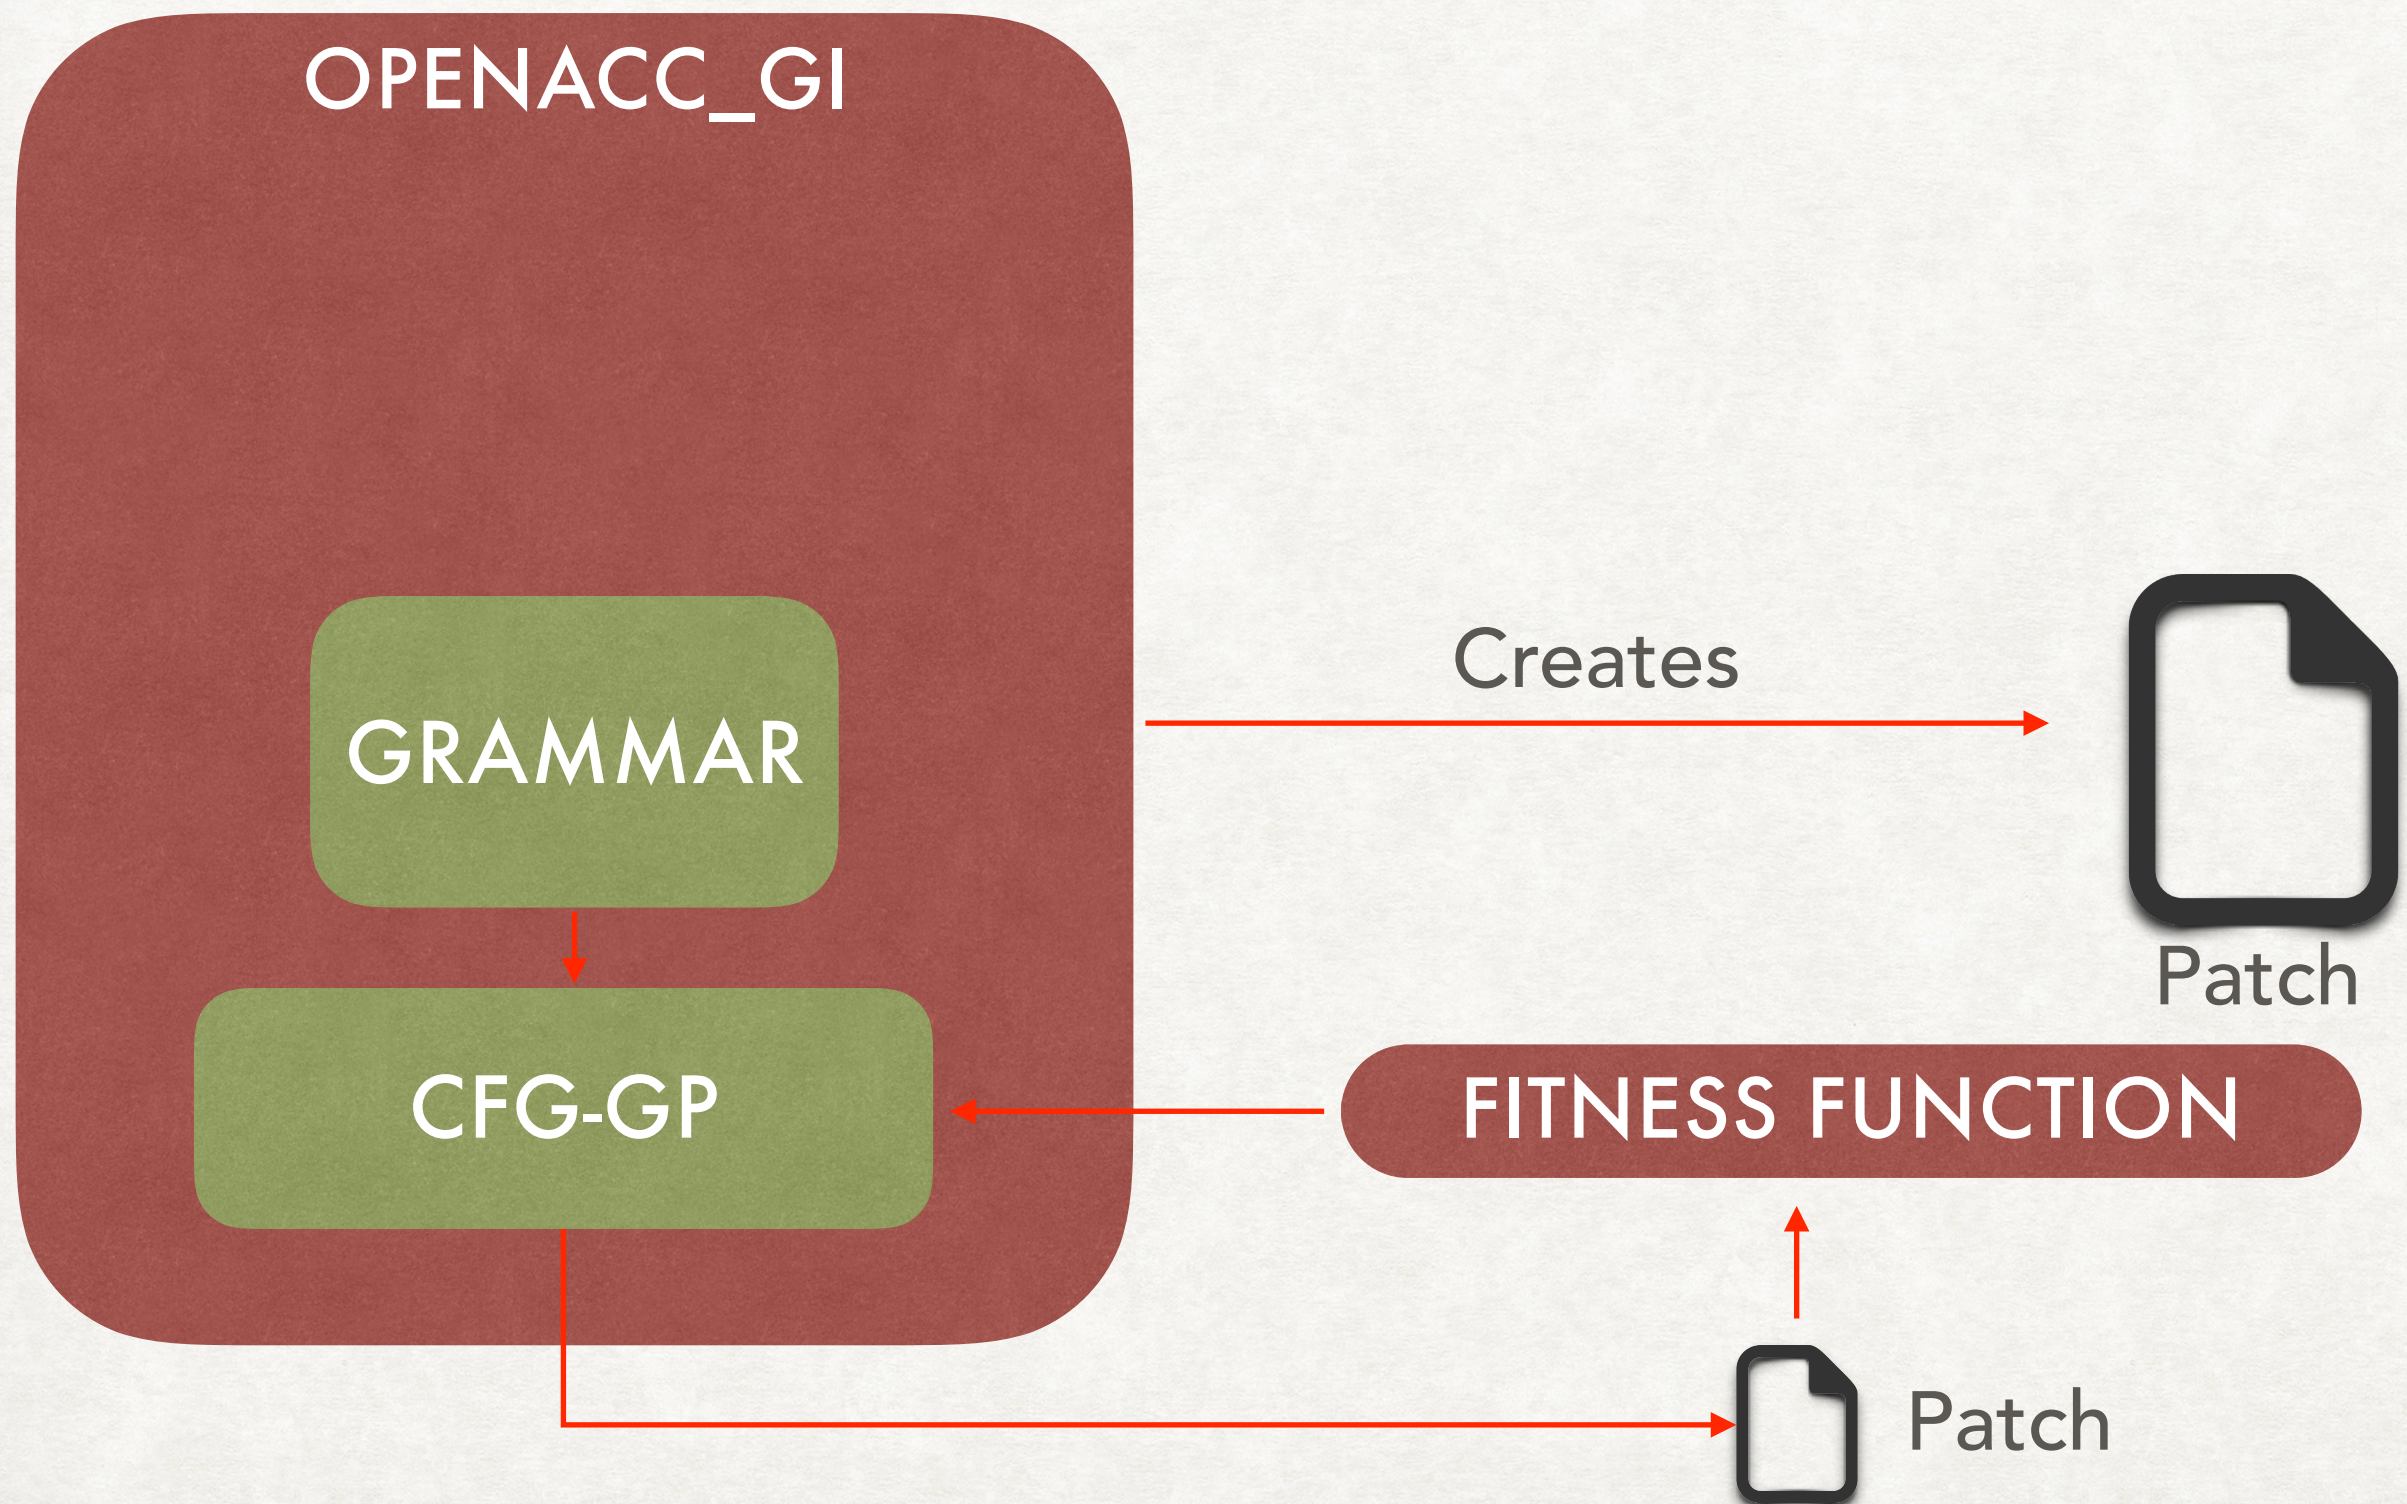 OPENACC_GI
GRAMMAR
Creates
Patch
CFG-GP
FITNESS FUNCTION
Patch